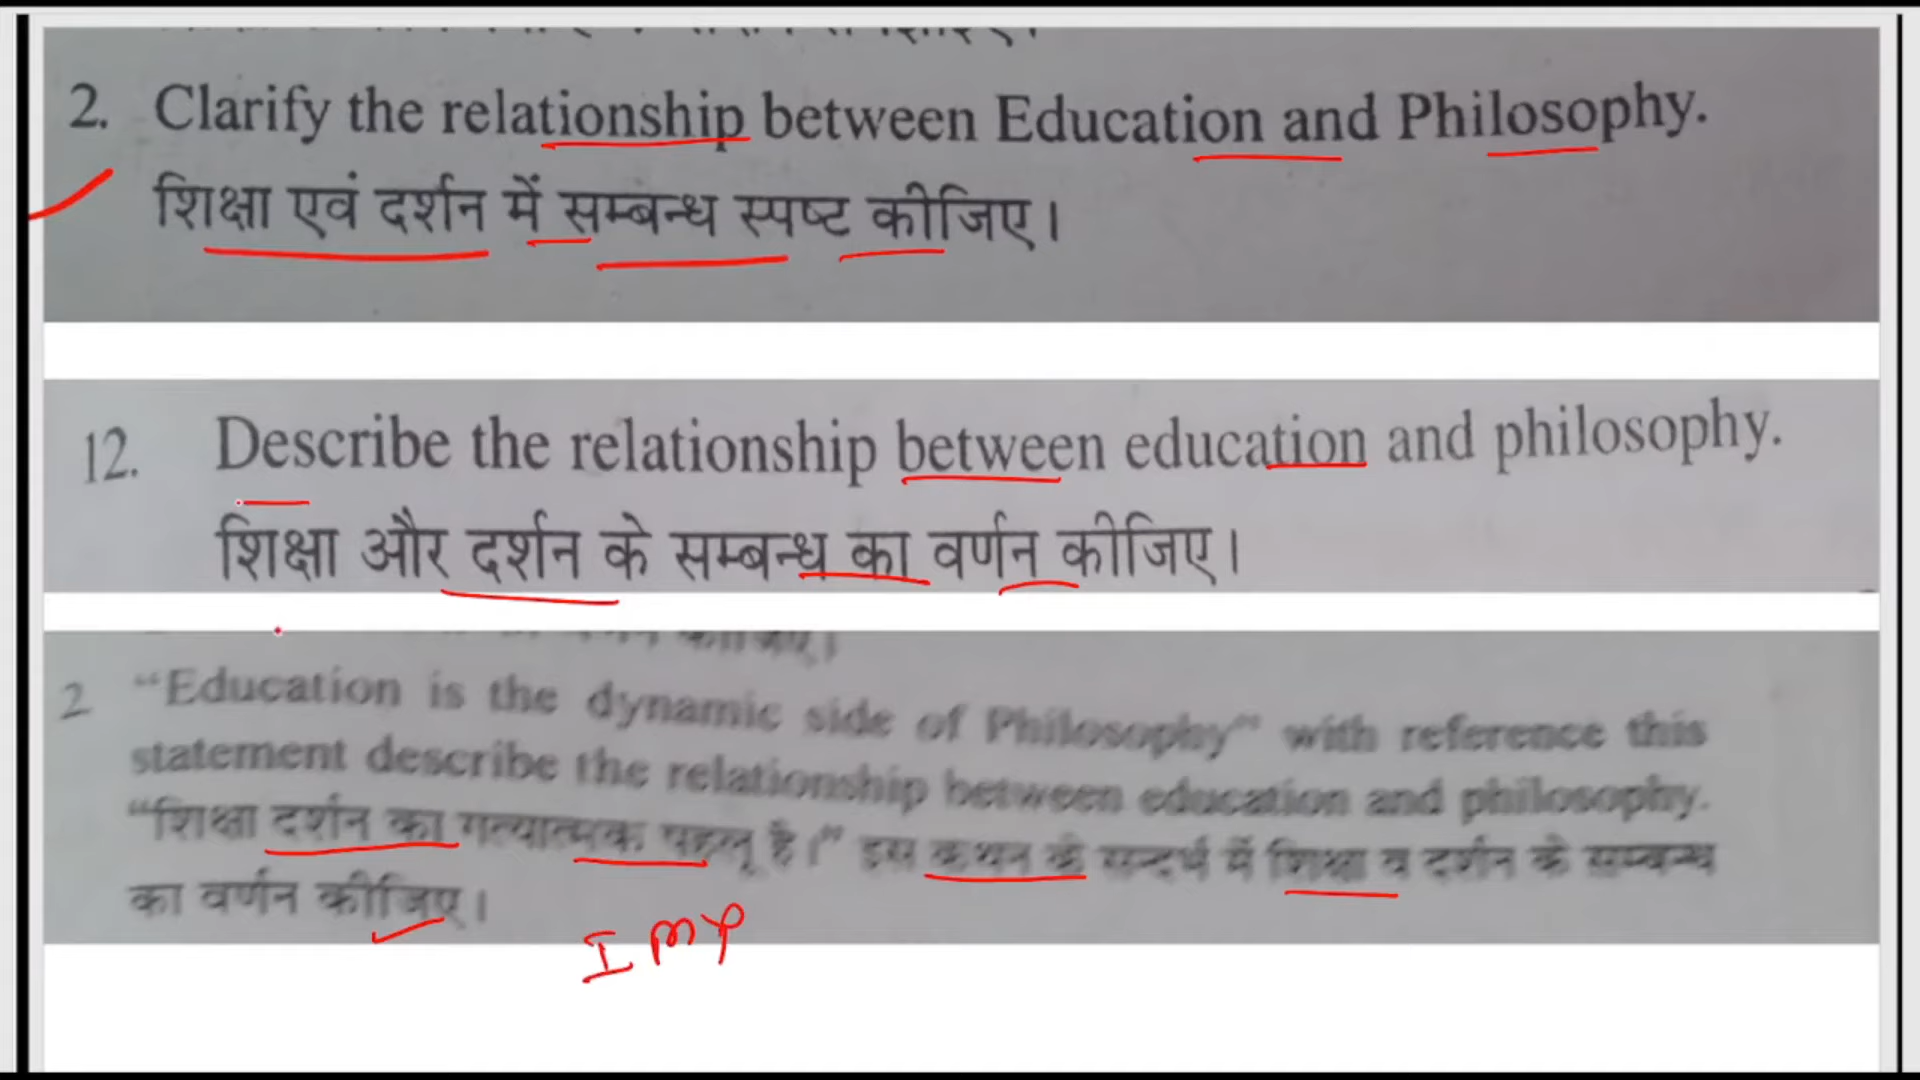 2. Clarify the relationship between Education and Philosophy.
शिक्षा एवं दर्शन में सम्बन्ध स्पष्ट कीजिए।
12. Describe the relationship between education and philosophy.
शिक्षा और दर्शन के सम्बन्ध का वर्णन कीजिए।
2 “Education is the dynamic side of Philosophy” with reference this
statement describe the relationship between education and philosophy.
“शिक्षा दर्शन का गत्यात्मक पहलू है।” इस कथन के सन्दर्भ में शिक्षा व दर्शन के सम्बन्ध
का वर्णन कीजिए।
IMP